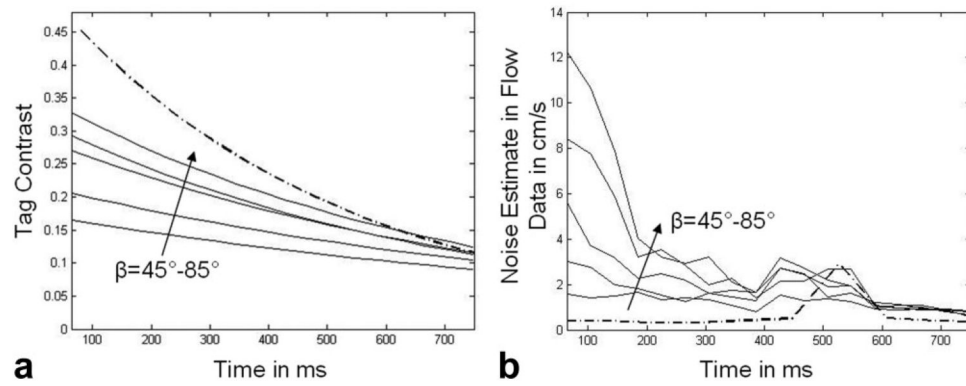 0.45
0.4
0.35
0.3
0.25
0.2
0.15
0.1
0.05
0
Tag Contrast
β=45°-85°
100 200 300 400 500 600 700
Time in ms
a
14
12
10
8
6
4
2
0
Noise Estimate in Flow
Data in cm/s
β=45°-85°
100 200 300 400 500 600 700
Time in ms
b